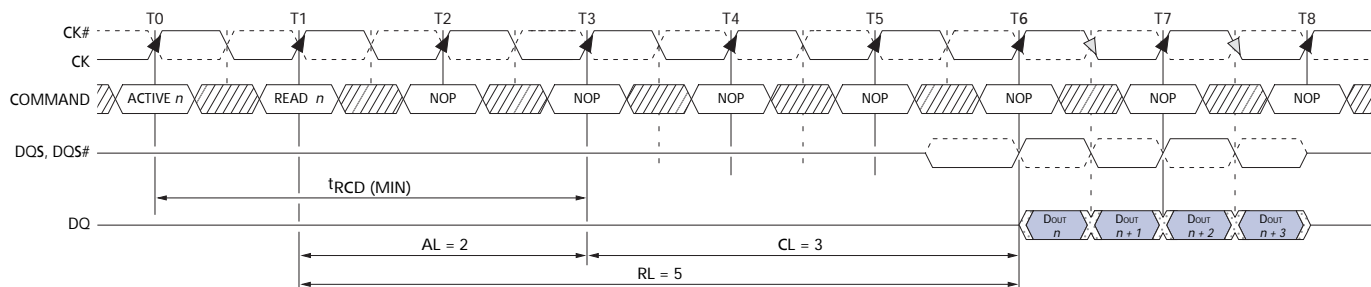 T0 T1 T2 T3 T4 T5 T6 T7 T8
CK#
CK
COMMAND ACTIVE n READ n NOP NOP NOP NOP NOP NOP NOP
DQS, DQS#
tRCD (MIN)
DQ DOUT n DOUT n + 1 DOUT n + 2 DOUT n + 3
AL = 2 CL = 3
RL = 5